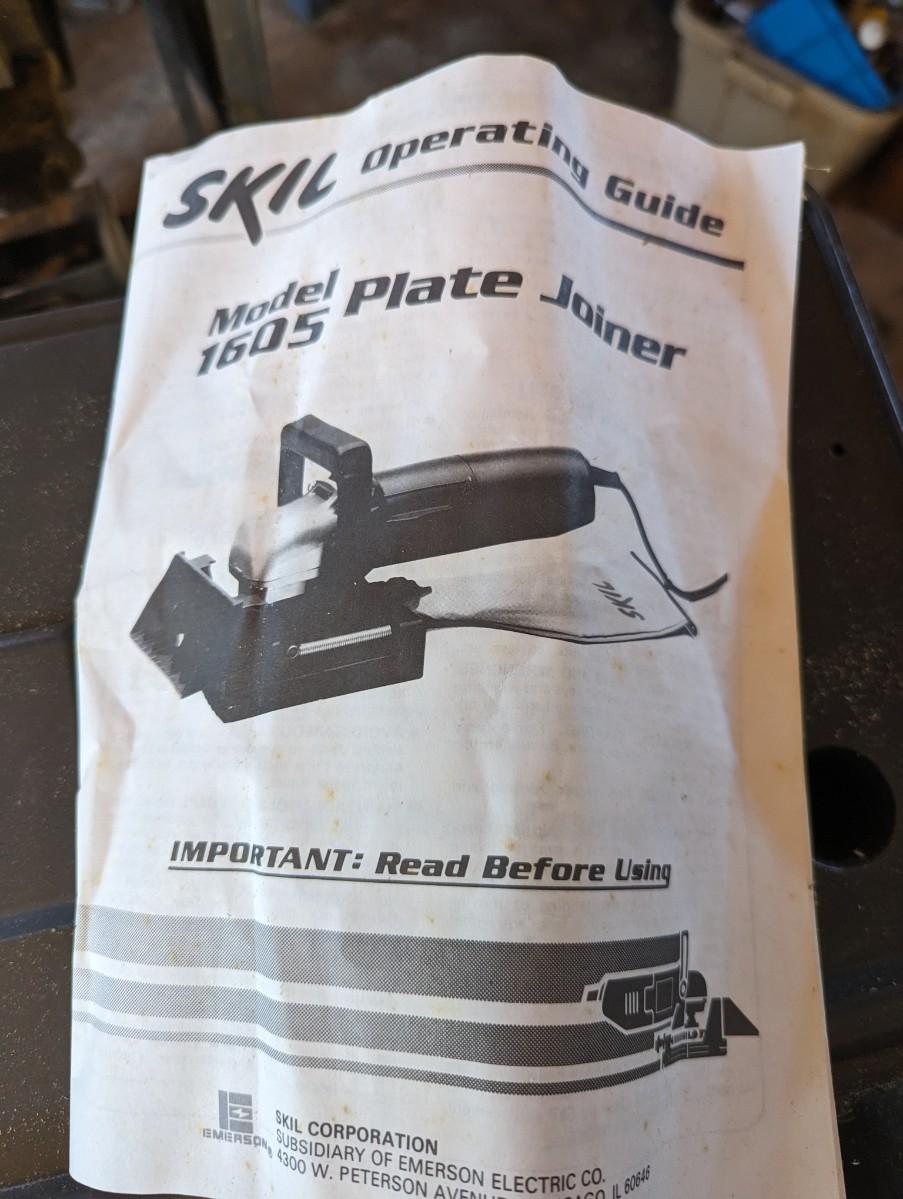 SKIL Operating Guide
Model 1605 Plate Joiner
SKIL
IMPORTANT: Read Before Using
EMERSON®
SKIL CORPORATION
SUBSIDIARY OF EMERSON ELECTRIC CO.
4300 W. PETERSON IL 60646